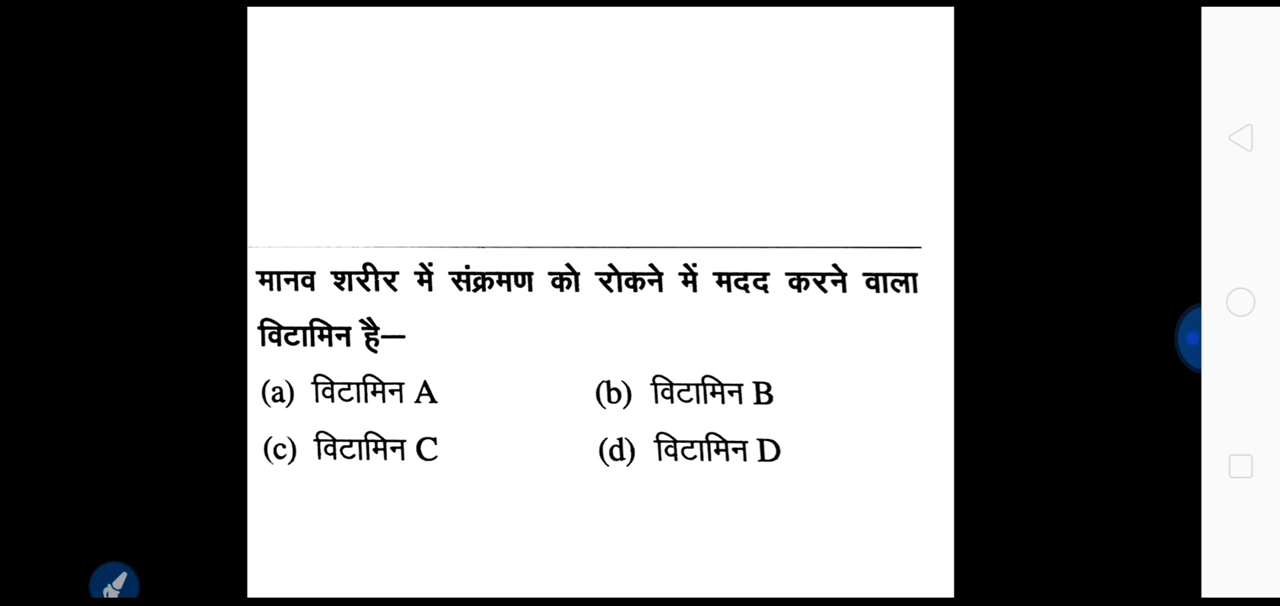 मानव शरीर में संक्रमण को रोकने में मदद करने वाला
विटामिन है—
(a) विटामिन A (b) विटामिन B
(c) विटामिन C (d) विटामिन D